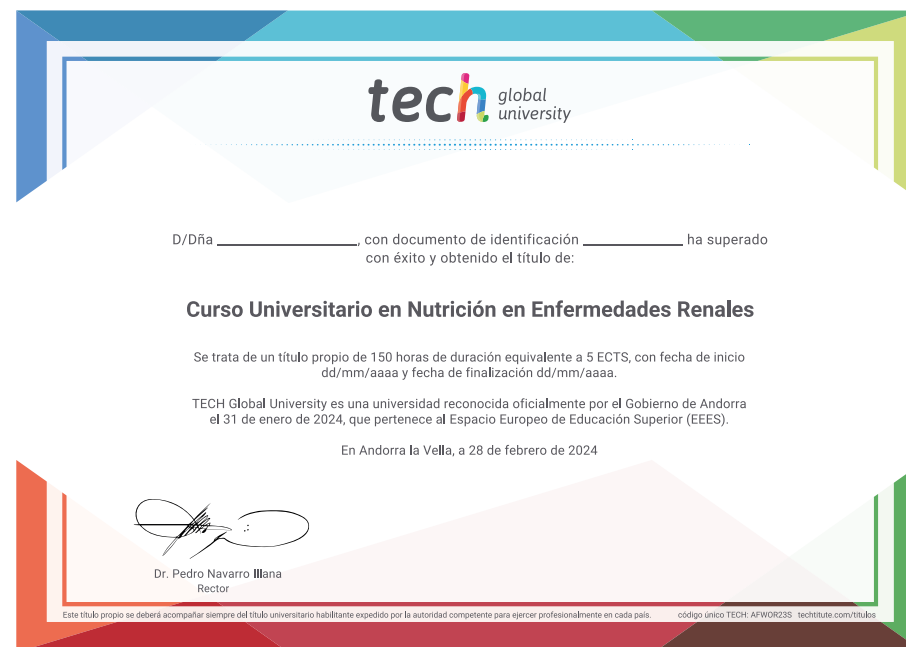 tech global
university
D/Dña ____________________, con documento de identificación ______________ ha superado
con éxito y obtenido el título de:
Curso Universitario en Nutrición en Enfermedades Renales
Se trata de un título propio de 150 horas de duración equivalente a 5 ECTS, con fecha de inicio
dd/mm/aaaa y fecha de finalización dd/mm/aaaa.
TECH Global University es una universidad reconocida oficialmente por el Gobierno de Andorra
el 31 de enero de 2024, que pertenece al Espacio Europeo de Educación Superior (EEES).
En Andorra la Vella, a 28 de febrero de 2024
Dr. Pedro Navarro Illana
Rector
Este título propio se deberá acompañar siempre del título universitario habilitante expedido por la autoridad competente para ejercer profesionalmente en cada país. código único TECH: AFWOR23S techtitute.com/titulos